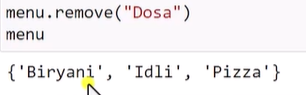 menu.remove("Dosa")
menu
{'Biryani', 'Idli', 'Pizza'}